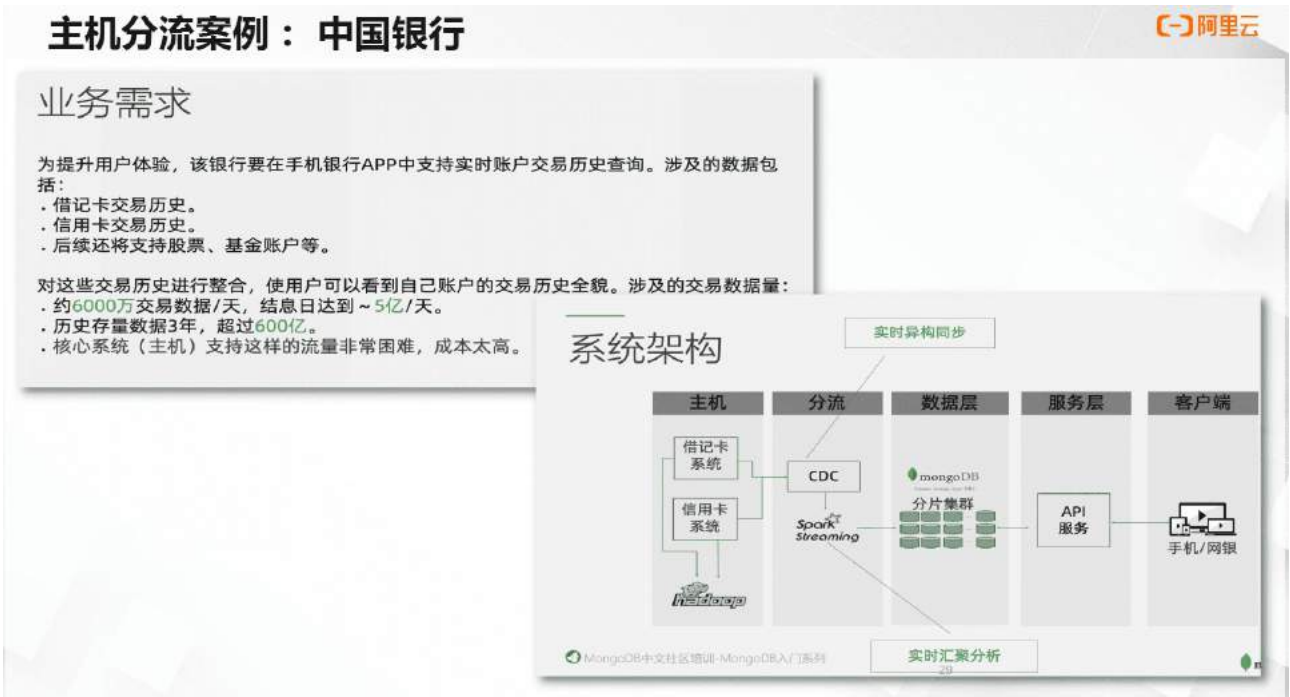 主机分流案例： 中国银行
阿里云
业务需求
为提升用户体验，该银行要在手机银行APP中支持实时账户交易历史查询。涉及的数据包
括：
. 借记卡交易历史。
. 信用卡交易历史。
. 后续还将支持股票、基金账户等。
对这些交易历史进行整合，使用户可以看到自己账户的交易历史全貌。涉及的交易数据量：
. 约6000万交易数据/天，结息日达到～5亿/天。
. 历史存量数据3年，超过600亿。
. 核心系统（主机）支持这样的流量非常困难，成本太高。
系统架构
实时异构同步
主机
分流
数据层
服务层
客户端
借记卡
系统
信用卡
系统
hadoop
CDC
Spark
Streaming
mongoDB
分片集群
API
服务
手机/网银
实时汇聚分析
MongoDB中文社区培训-MongoDB入门系列
29